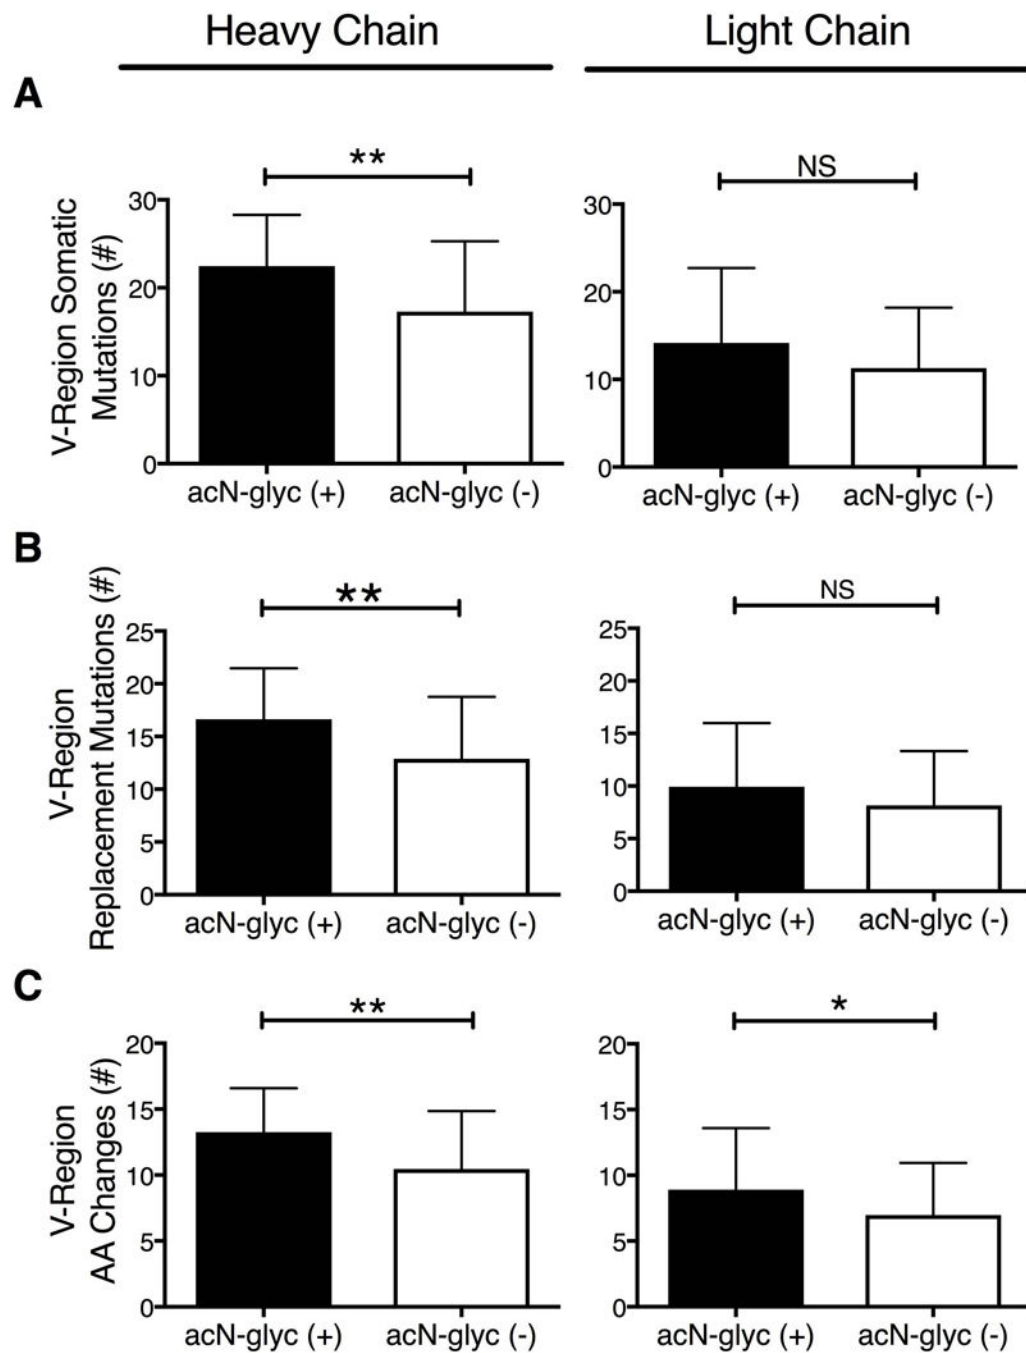 Heavy Chain
Light Chain
A
V-Region Somatic
Mutations (#)
**
30
20
10
0
acN-glyc (+)
acN-glyc (-)
NS
30
20
10
0
acN-glyc (+)
acN-glyc (-)
B
V-Region
Replacement Mutations (#)
**
25
20
15
10
5
0
acN-glyc (+)
acN-glyc (-)
NS
25
20
15
10
5
0
acN-glyc (+)
acN-glyc (-)
C
V-Region
AA Changes (#)
**
20
15
10
5
0
acN-glyc (+)
acN-glyc (-)
*
20
15
10
5
0
acN-glyc (+)
acN-glyc (-)